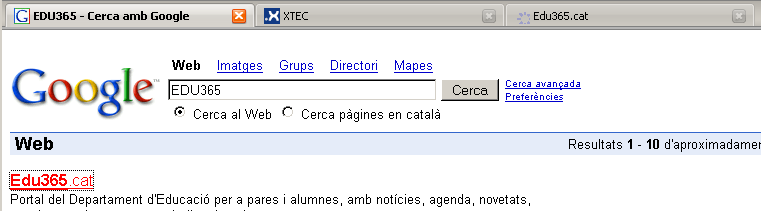 EDU365 - Cerca amb Google XTEC Edu365.cat
Web Imatges Grups Directori Mapes
Google™ EDU365 Cerca Cerca avançada
Preferències
Cerca al Web Cerca pàgines en català
Web Resultats 1 - 10 d'aproximadamen
Edu365.cat
Portal del Departament d'Educació per a pares i alumnes, amb notícies, agenda, novetats,